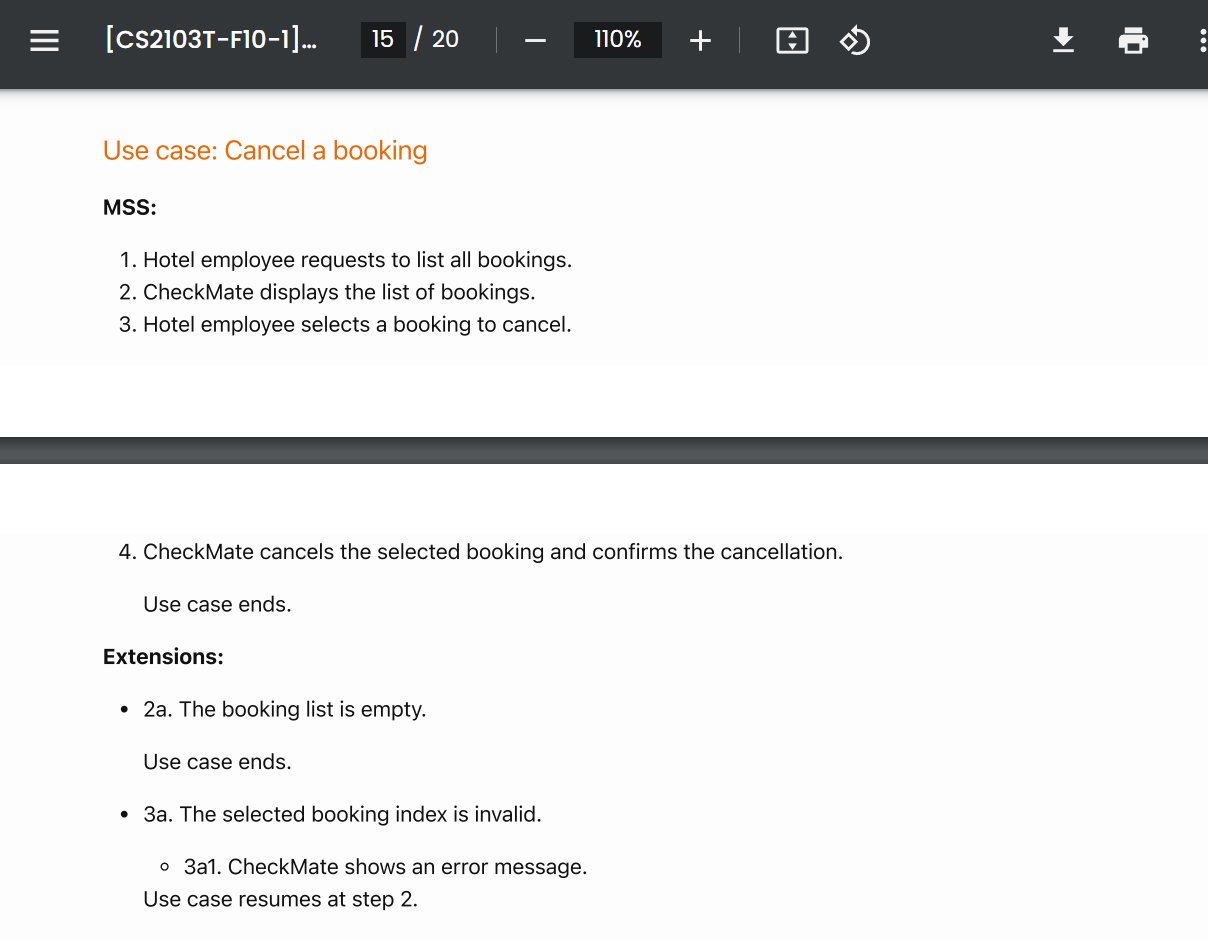 [CS2103T-F10-1]... 15 / 20 110%
Use case: Cancel a booking
MSS:
1. Hotel employee requests to list all bookings.
2. CheckMate displays the list of bookings.
3. Hotel employee selects a booking to cancel.
4. CheckMate cancels the selected booking and confirms the cancellation.
Use case ends.
Extensions:
• 2a. The booking list is empty.
Use case ends.
• 3a. The selected booking index is invalid.
◦ 3a1. CheckMate shows an error message.
Use case resumes at step 2.